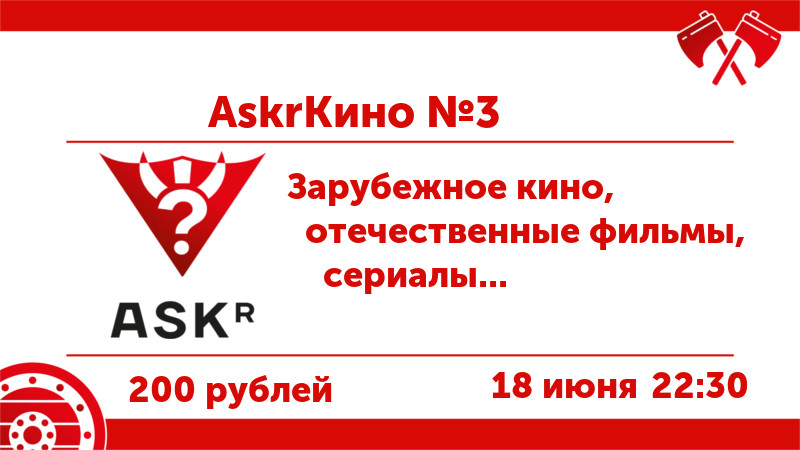 AskrКино №3
Зарубежное кино,
отечественные фильмы,
сериалы...
?
ASKR
200 рублей
18 июня 22:30